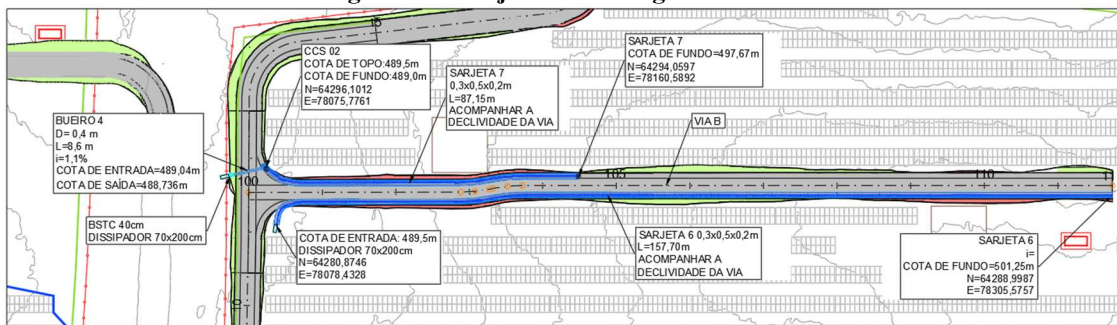 15
CCS 02
COTA DE TOPO:489,5m
COTA DE FUNDO:489,0m
N=64296,1012
E=78075,7761
SARJETA 7
0,3x0,5x0,2m
L=87,15m
ACOMPANHAR A
DECLIVIDADE DA VIA
SARJETA 7
COTA DE FUNDO=497,67m
N=64294,0597
E=78160,5892
VIA B
BUEIRO 4
D= 0,4 m
L=8,6 m
i=1,1%
COTA DE ENTRADA=489,04m
COTA DE SAÍDA=488,736m
100
105
110
BSTC 40cm
DISSIPADOR 70x200cm
COTA DE ENTRADA: 489,5m
DISSIPADOR 70x200cm
N=64280,8746
E=78078,4328
SARJETA 6 0,3x0,5x0,2m
L=157,70m
ACOMPANHAR A
DECLIVIDADE DA VIA
SARJETA 6
i=
COTA DE FUNDO=501,25m
N=64288,9987
E=78305,5757